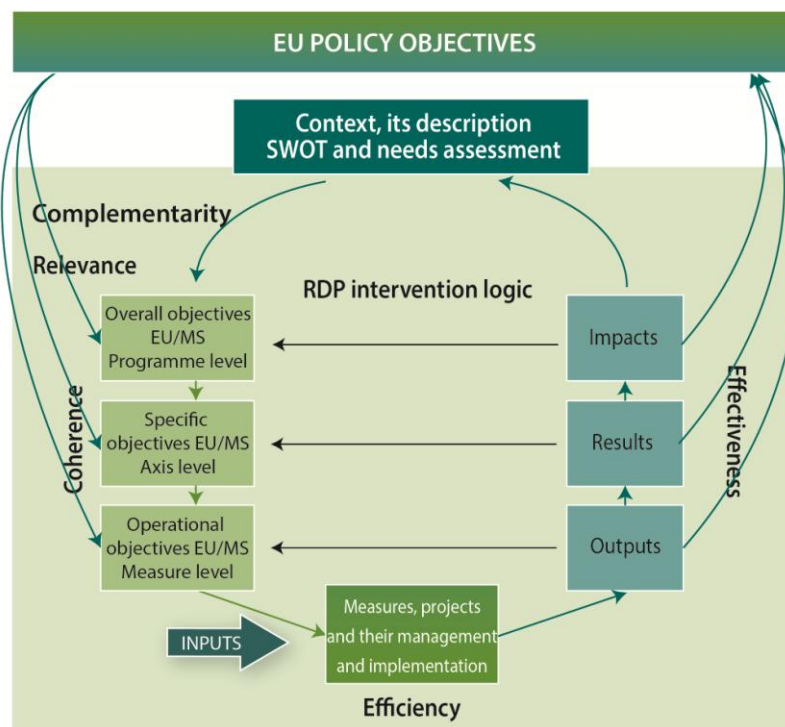 EU POLICY OBJECTIVES
Context, its description
SWOT and needs assessment
Complementarity
Relevance
RDP intervention logic
Overall objectives
EU/MS
Programme level
Impacts
Coherence
Specific
objectives EU/MS
Axis level
Results
Effectiveness
Operational
objectives EU/MS
Measure level
Outputs
INPUTS
Measures, projects
and their management
and implementation
Efficiency